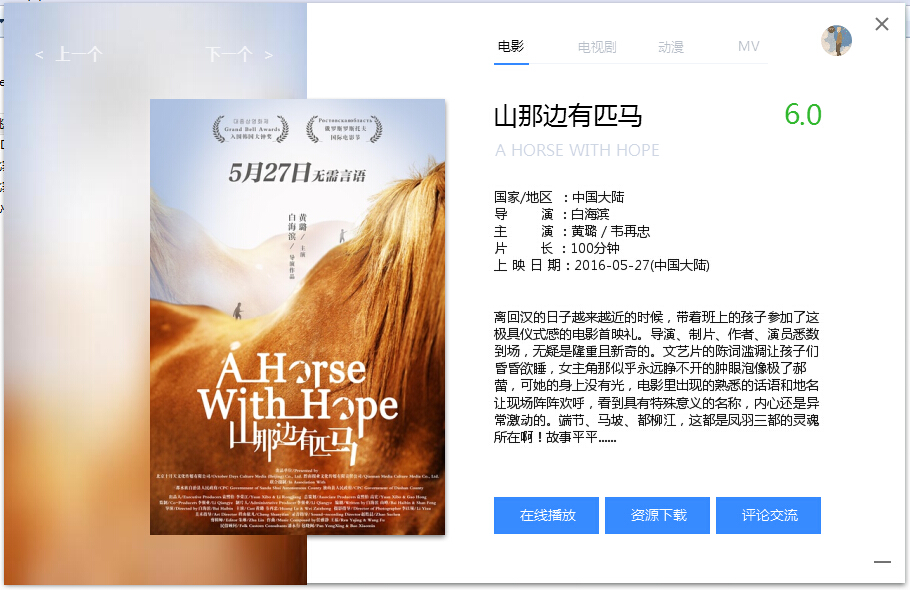 < 上一个
下一个 >
电影
电视剧
动漫
MV
山那边有匹马
6.0
A HORSE WITH HOPE
国家/地区 ：中国大陆
导 演 ：白海滨
主 演 ：黄璐 / 韦再忠
片 长 ：100分钟
上 映 日 期：2016-05-27(中国大陆)
离回汉的日子越来越近的时候，带着班上的孩子参加了这
极具仪式感的电影首映礼。导演、制片、作者、演员悉数
到场，无疑是隆重且新奇的。文艺片的陈词滥调让孩子们
昏昏欲睡，女主角那似乎永远睁不开的肿眼泡像极了郝
蕾，可她的身上没有光，电影里出现的熟悉的话语和地名
让现场阵阵欢呼，看到具有特殊意义的名称，内心还是异
常激动的。端节、马坡、都柳江，这都是凤羽三都的灵魂
所在啊！故事平平......
在线播放
资源下载
评论交流
Grand Bell Awards
入围韩国大钟奖
俄罗斯罗斯托夫
国际电影节
5月27日无需言语
黄璐/主演
白海滨/导演作品
A Horse
With Hope
山那边有匹马